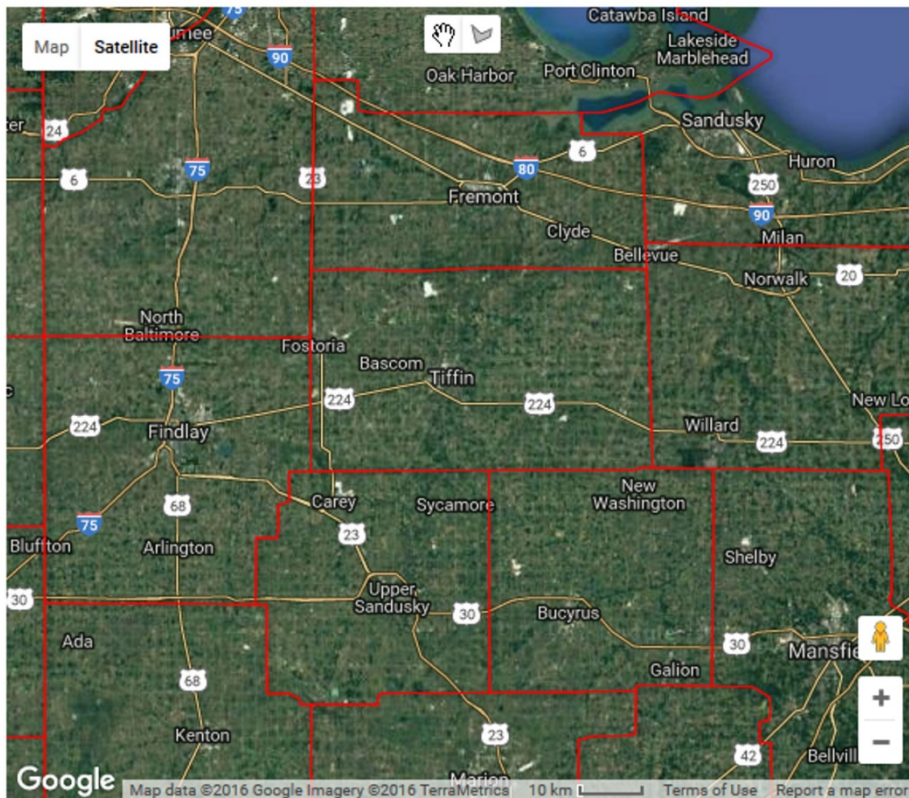 75
Catawba Island
umee
Map
Satellite
90
Lakeside
Marblehead
Oak Harbor
Port Clinton
ter
24
Sandusky
6
Huron
75
80
6
23
250
Fremont
90
Clyde
Milan
Bellevue
Norwalk
20
North
Baltimore
Fostoria
Bascom
Tiffin
75
c
224
224
New Lo
224
Findlay
Willard
224
250
New
Washington
Carey
Sycamore
68
75
23
Bluffton
Arlington
Shelby
30
Upper
Sandusky
30
Bucyrus
Ada
30
Mansfie
Galion
68
+
Kenton
23
−
42
Bellvill
Marion
Google
Map data ©2016 Google Imagery ©2016 TerraMetrics
10 km
Terms of Use
Report a map error